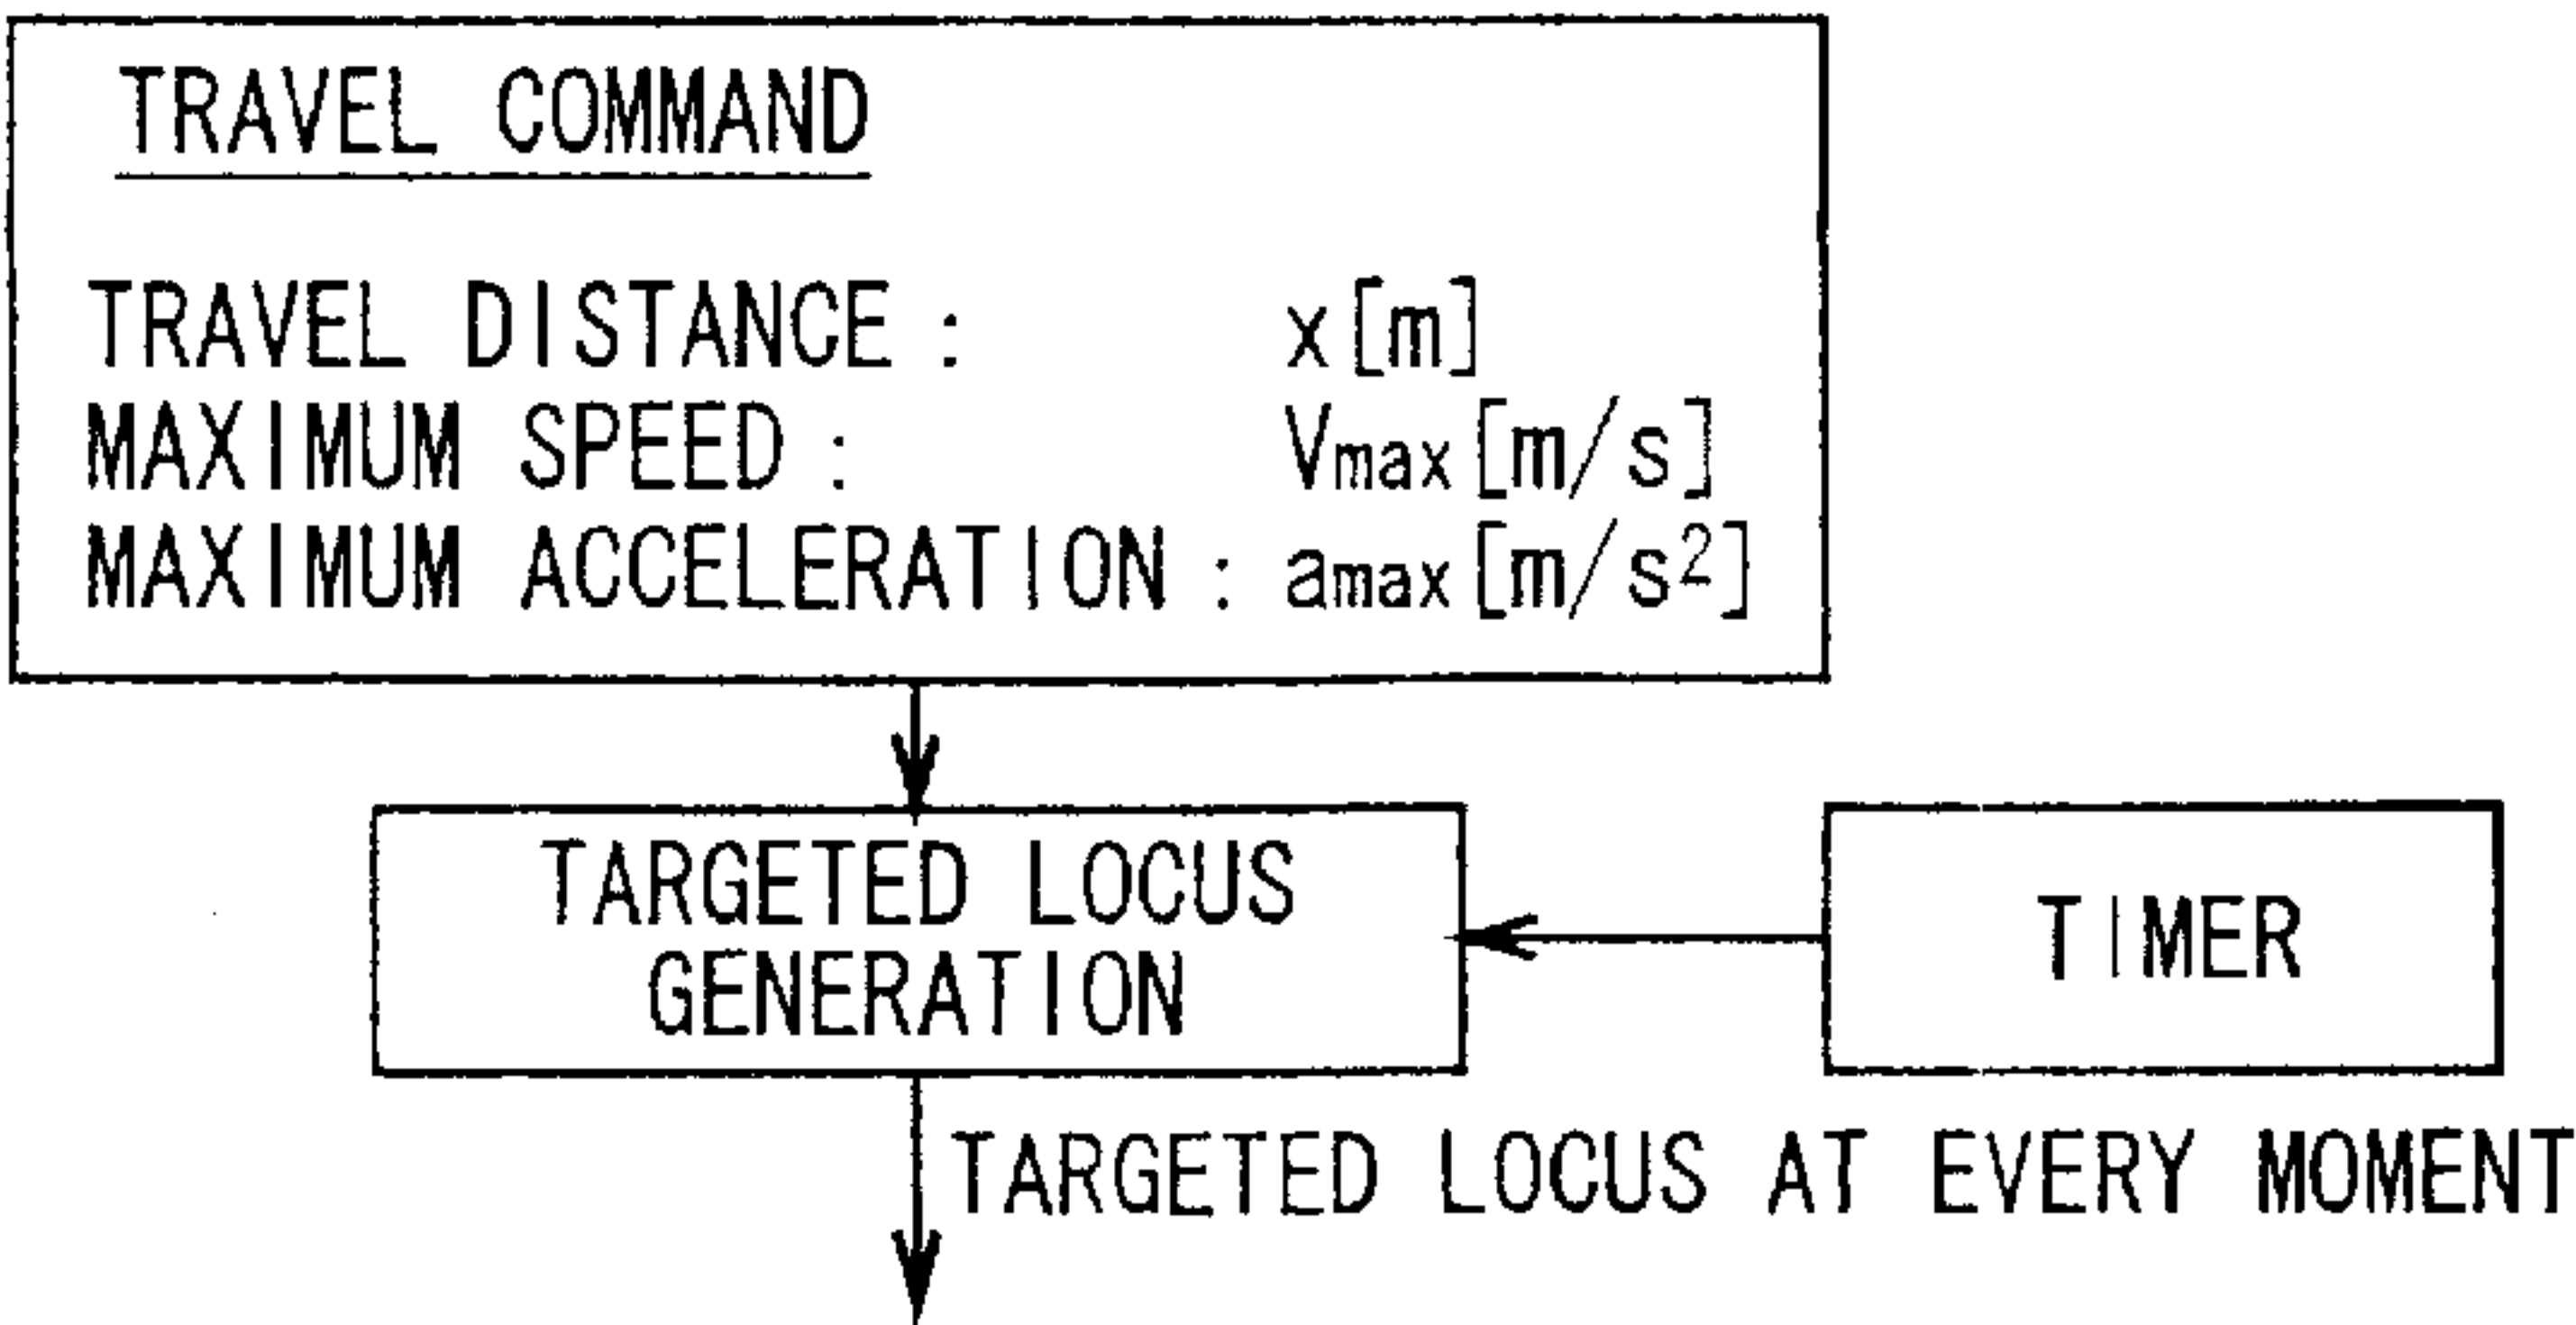 TRAVEL COMMAND
TRAVEL DISTANCE : x[m]
MAXIMUM SPEED : Vmax[m/s]
MAXIMUM ACCELERATION : amax[m/s²]
TARGETED LOCUS
GENERATION
TIMER
TARGETED LOCUS AT EVERY MOMENT